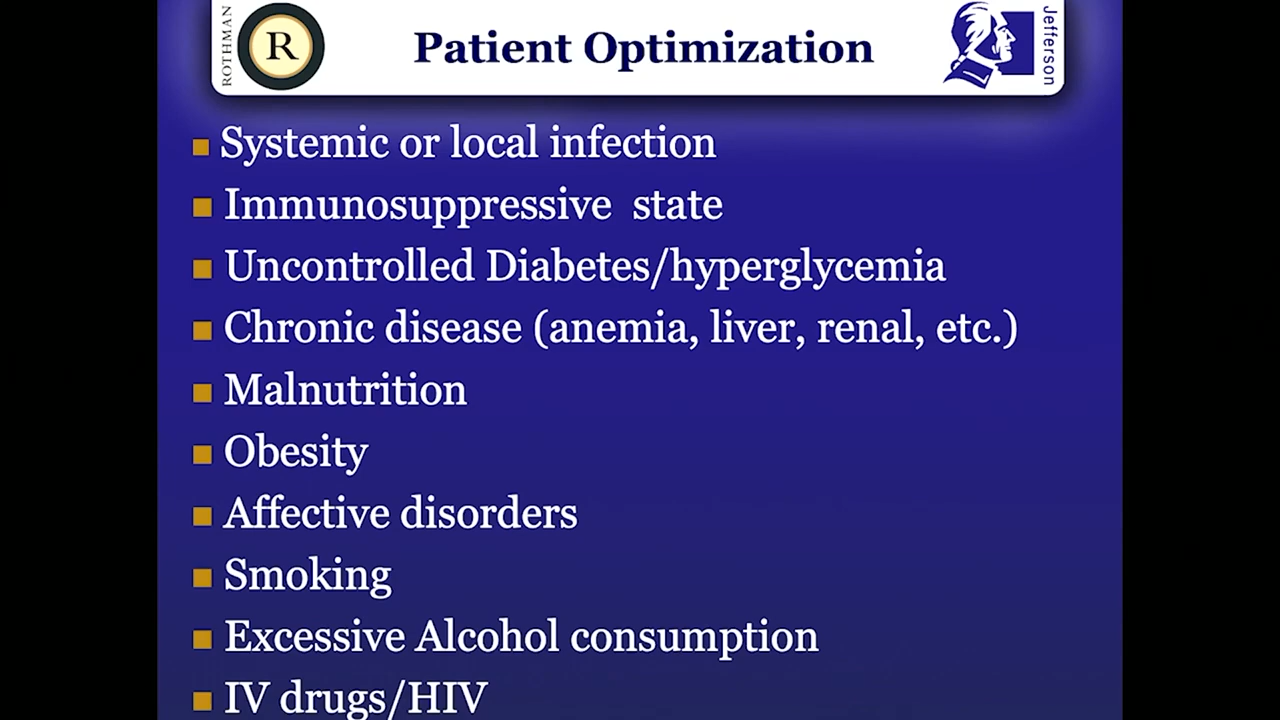 ROTHMAN
R
Patient Optimization
Jefferson
Systemic or local infection
Immunosuppressive state
Uncontrolled Diabetes/hyperglycemia
Chronic disease (anemia, liver, renal, etc.)
Malnutrition
Obesity
Affective disorders
Smoking
Excessive Alcohol consumption
IV drugs/HIV